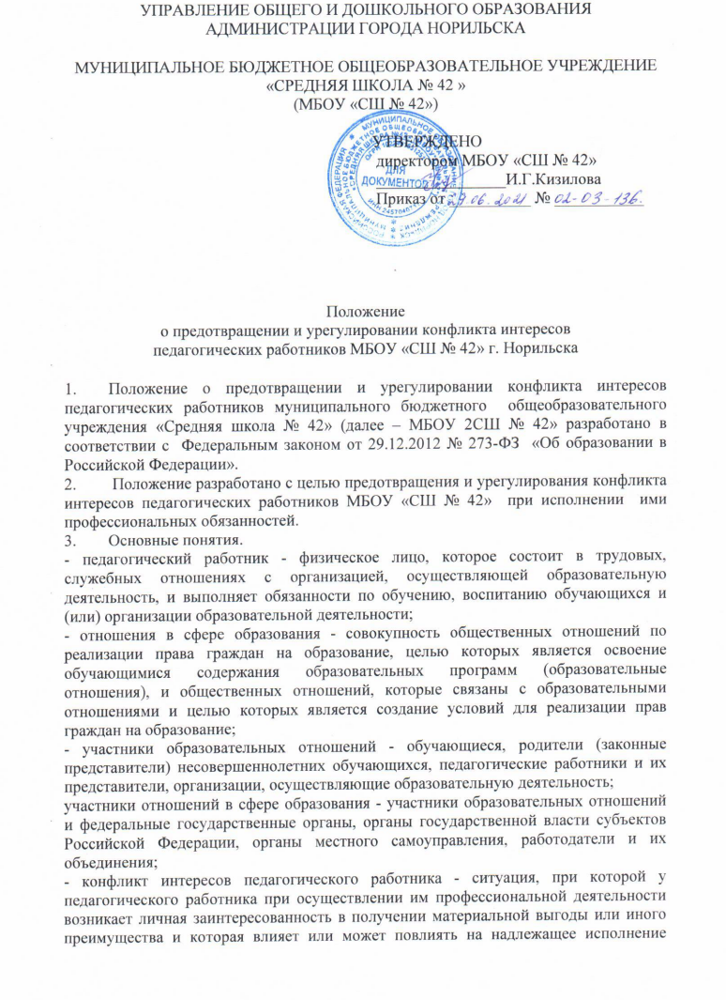 УПРАВЛЕНИЕ ОБЩЕГО И ДОШКОЛЬНОГО ОБРАЗОВАНИЯ
АДМИНИСТРАЦИИ ГОРОДА НОРИЛЬСКА
МУНИЦИПАЛЬНОЕ БЮДЖЕТНОЕ ОБЩЕОБРАЗОВАТЕЛЬНОЕ УЧРЕЖДЕНИЕ
«СРЕДНЯЯ ШКОЛА № 42 »
(МБОУ «СШ № 42»)
УТВЕРЖДЕНО
директором МБОУ «СШ № 42»
И.Г.Кизилова
Приказ от 06.2021 № 02-03-136.
ДЛЯ
ДОКУМЕНТОВ
Положение
о предотвращении и урегулировании конфликта интересов
педагогических работников МБОУ «СШ № 42» г. Норильска
1. Положение о предотвращении и урегулировании конфликта интересов
педагогических работников муниципального бюджетного общеобразовательного
учреждения «Средняя школа № 42» (далее – МБОУ 2СШ № 42» разработано в
соответствии с Федеральным законом от 29.12.2012 № 273-ФЗ «Об образовании в
Российской Федерации».
2. Положение разработано с целью предотвращения и урегулирования конфликта
интересов педагогических работников МБОУ «СШ № 42» при исполнении ими
профессиональных обязанностей.
3. Основные понятия.
- педагогический работник - физическое лицо, которое состоит в трудовых,
служебных отношениях с организацией, осуществляющей образовательную
деятельность, и выполняет обязанности по обучению, воспитанию обучающихся и
(или) организации образовательной деятельности;
- отношения в сфере образования - совокупность общественных отношений по
реализации права граждан на образование, целью которых является освоение
обучающимися содержания образовательных программ (образовательные
отношения), и общественных отношений, которые связаны с образовательными
отношениями и целью которых является создание условий для реализации прав
граждан на образование;
- участники образовательных отношений - обучающиеся, родители (законные
представители) несовершеннолетних обучающихся, педагогические работники и их
представители, организации, осуществляющие образовательную деятельность;
участники отношений в сфере образования - участники образовательных отношений
и федеральные государственные органы, органы государственной власти субъектов
Российской Федерации, органы местного самоуправления, работодатели и их
объединения;
- конфликт интересов педагогического работника - ситуация, при которой у
педагогического работника при осуществлении им профессиональной деятельности
возникает личная заинтересованность в получении материальной выгоды или иного
преимущества и которая влияет или может повлиять на надлежащее исполнение